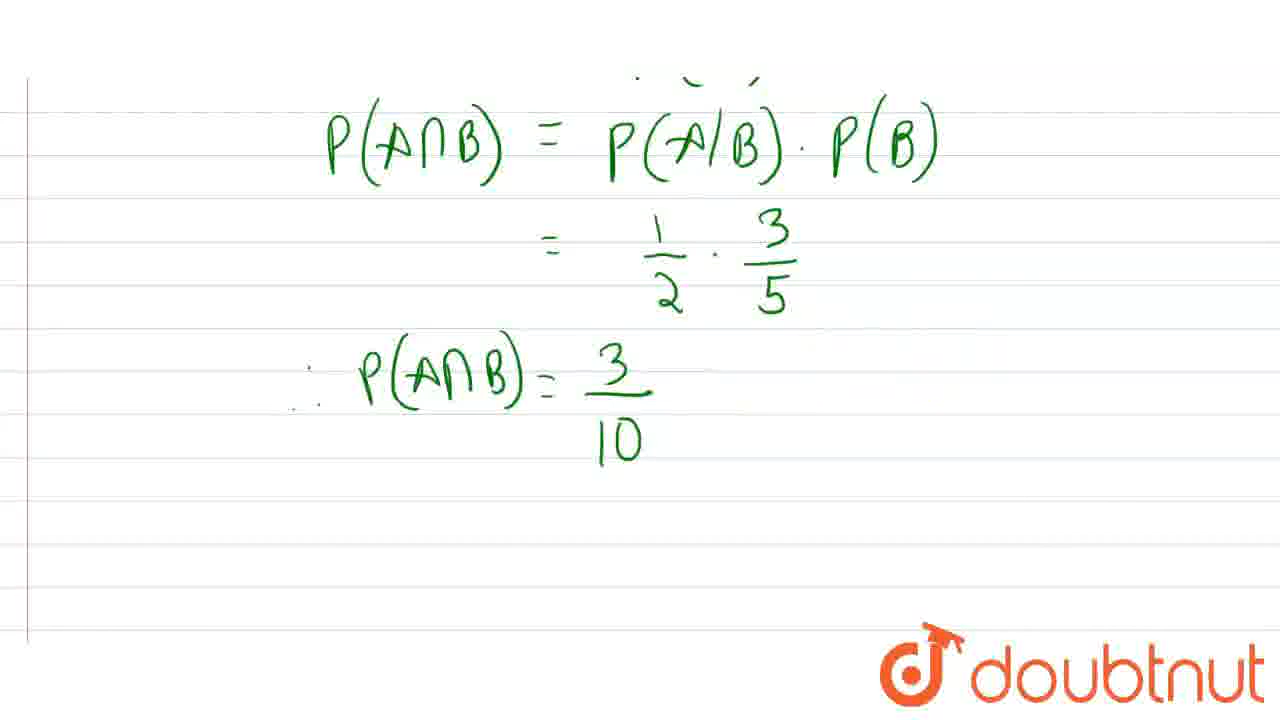 P(A∩B) = P(A/B) · P(B)
= 1/2 · 3/5
∴ P(A∩B) = 3/10
doubtnut